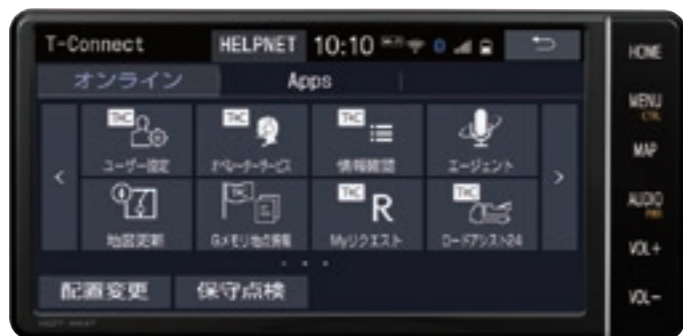 T-Connect HELPNET 10:10
オンライン Apps
T×C T×C T×C
ユーザー設定 オペレーターサービス 情報確認 エージェント
T×C T×C T×C
地図更新 Gメモリ地点情報 Myリクエスト ロードアシスト24
配置変更 保守点検
HOME
MENU
CTRL
MAP
AUDIO
VOL+
VOL-